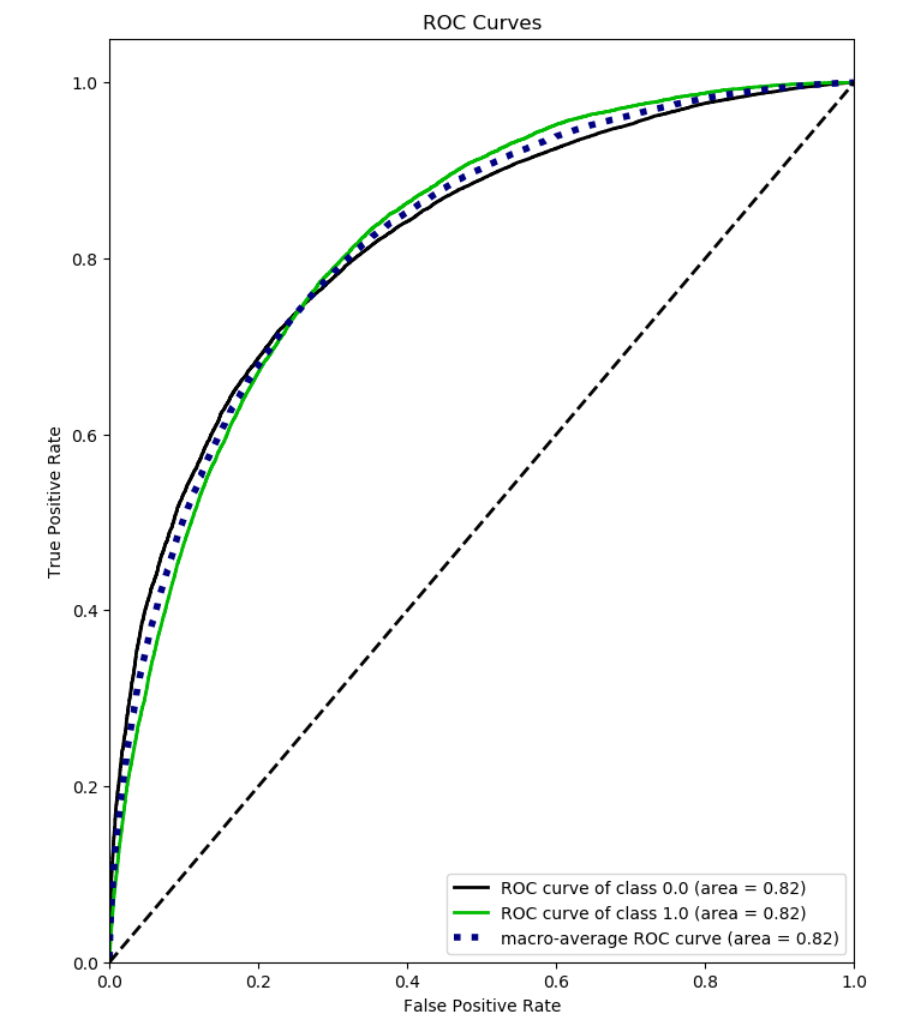 ROC Curves
1.0
0.8
0.6
0.4
0.2
0.0
True Positive Rate
ROC curve of class 0.0 (area = 0.82)
ROC curve of class 1.0 (area = 0.82)
macro-average ROC curve (area = 0.82)
0.0 0.2 0.4 0.6 0.8 1.0
False Positive Rate